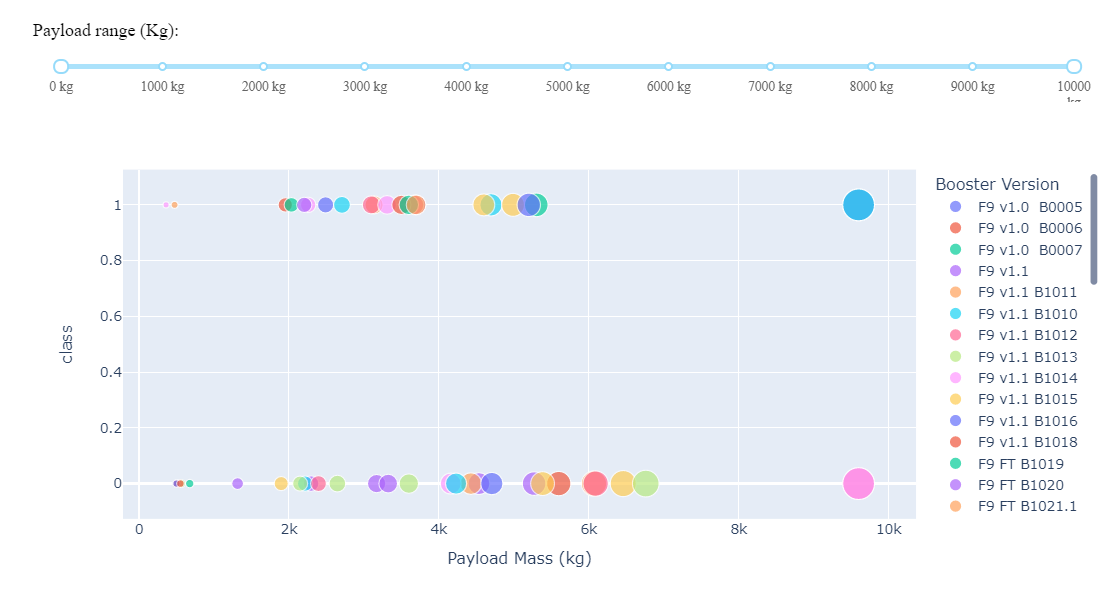 Payload range (Kg):
0 kg 1000 kg 2000 kg 3000 kg 4000 kg 5000 kg 6000 kg 7000 kg 8000 kg 9000 kg 10000
kg
Booster Version
F9 v1.0  B0005
F9 v1.0  B0006
F9 v1.0  B0007
F9 v1.1
F9 v1.1 B1011
F9 v1.1 B1010
F9 v1.1 B1012
F9 v1.1 B1013
F9 v1.1 B1014
F9 v1.1 B1015
F9 v1.1 B1016
F9 v1.1 B1018
F9 FT B1019
F9 FT B1020
F9 FT B1021.1
1
0.8
0.6
0.4
0.2
0
class
0 2k 4k 6k 8k 10k
Payload Mass (kg)